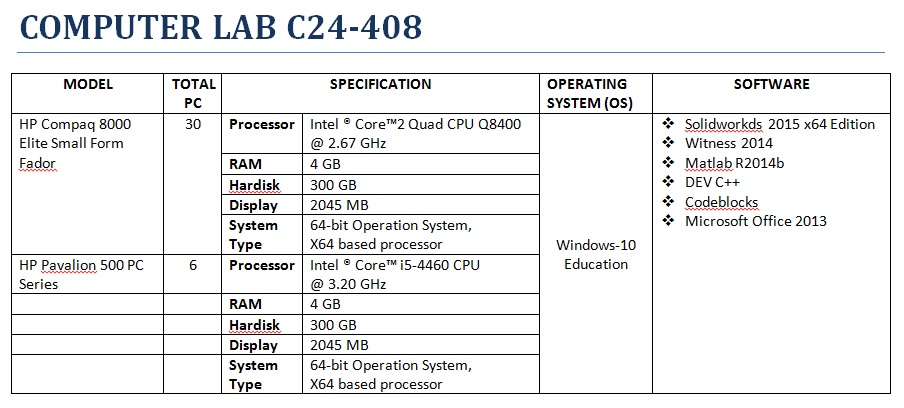 COMPUTER LAB C24-408
MODEL
TOTAL
PC
SPECIFICATION
OPERATING
SYSTEM (OS)
SOFTWARE
HP Compaq 8000
Elite Small Form
Fador
30
Processor
Intel ® Core™2 Quad CPU Q8400
@ 2.67 GHz
RAM
4 GB
Hardisk
300 GB
Display
2045 MB
System
Type
64-bit Operation System,
X64 based processor
HP Pavalion 500 PC
Series
6
Processor
Intel ® Core™ i5-4460 CPU
@ 3.20 GHz
RAM
4 GB
Hardisk
300 GB
Display
2045 MB
System
Type
64-bit Operation System,
X64 based processor
Windows-10
Education
❖ Solidworkds 2015 x64 Edition
❖ Witness 2014
❖ Matlab R2014b
❖ DEV C++
❖ Codeblocks
❖ Microsoft Office 2013